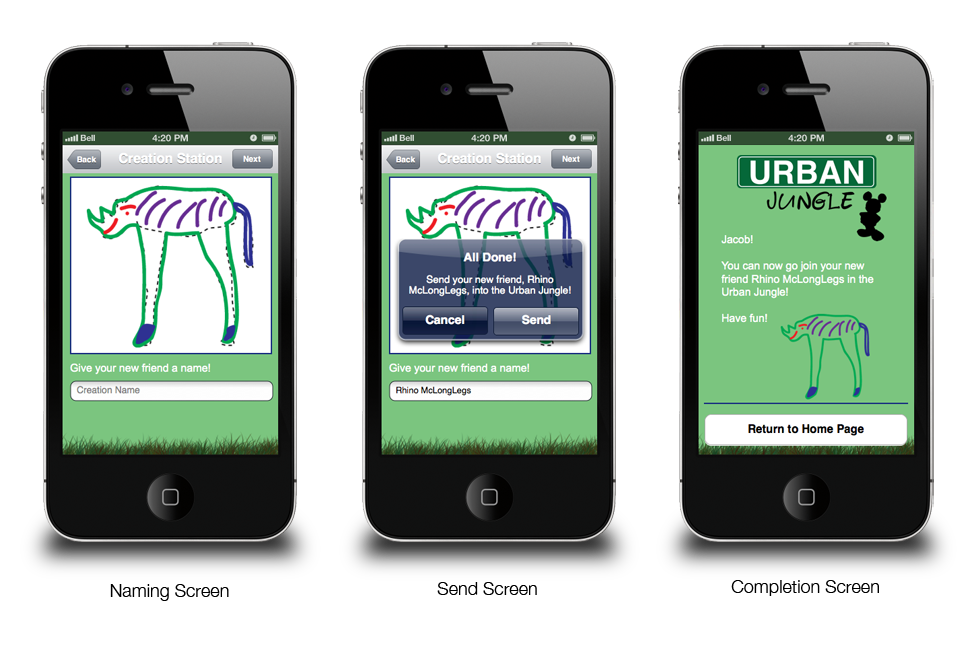 Bell 4:20 PM
Back Creation Station Next
Give your new friend a name!
Creation Name
Naming Screen
Bell 4:20 PM
Back Creation Station Next
All Done!
Send your new friend, Rhino
McLongLegs, into the Urban Jungle!
Cancel Send
Give your new friend a name!
Rhino McLongLegs
Send Screen
Bell 4:20 PM
URBAN
JUNGLE
Jacob!
You can now go join your new
friend Rhino McLongLegs in the
Urban Jungle!
Have fun!
Return to Home Page
Completion Screen